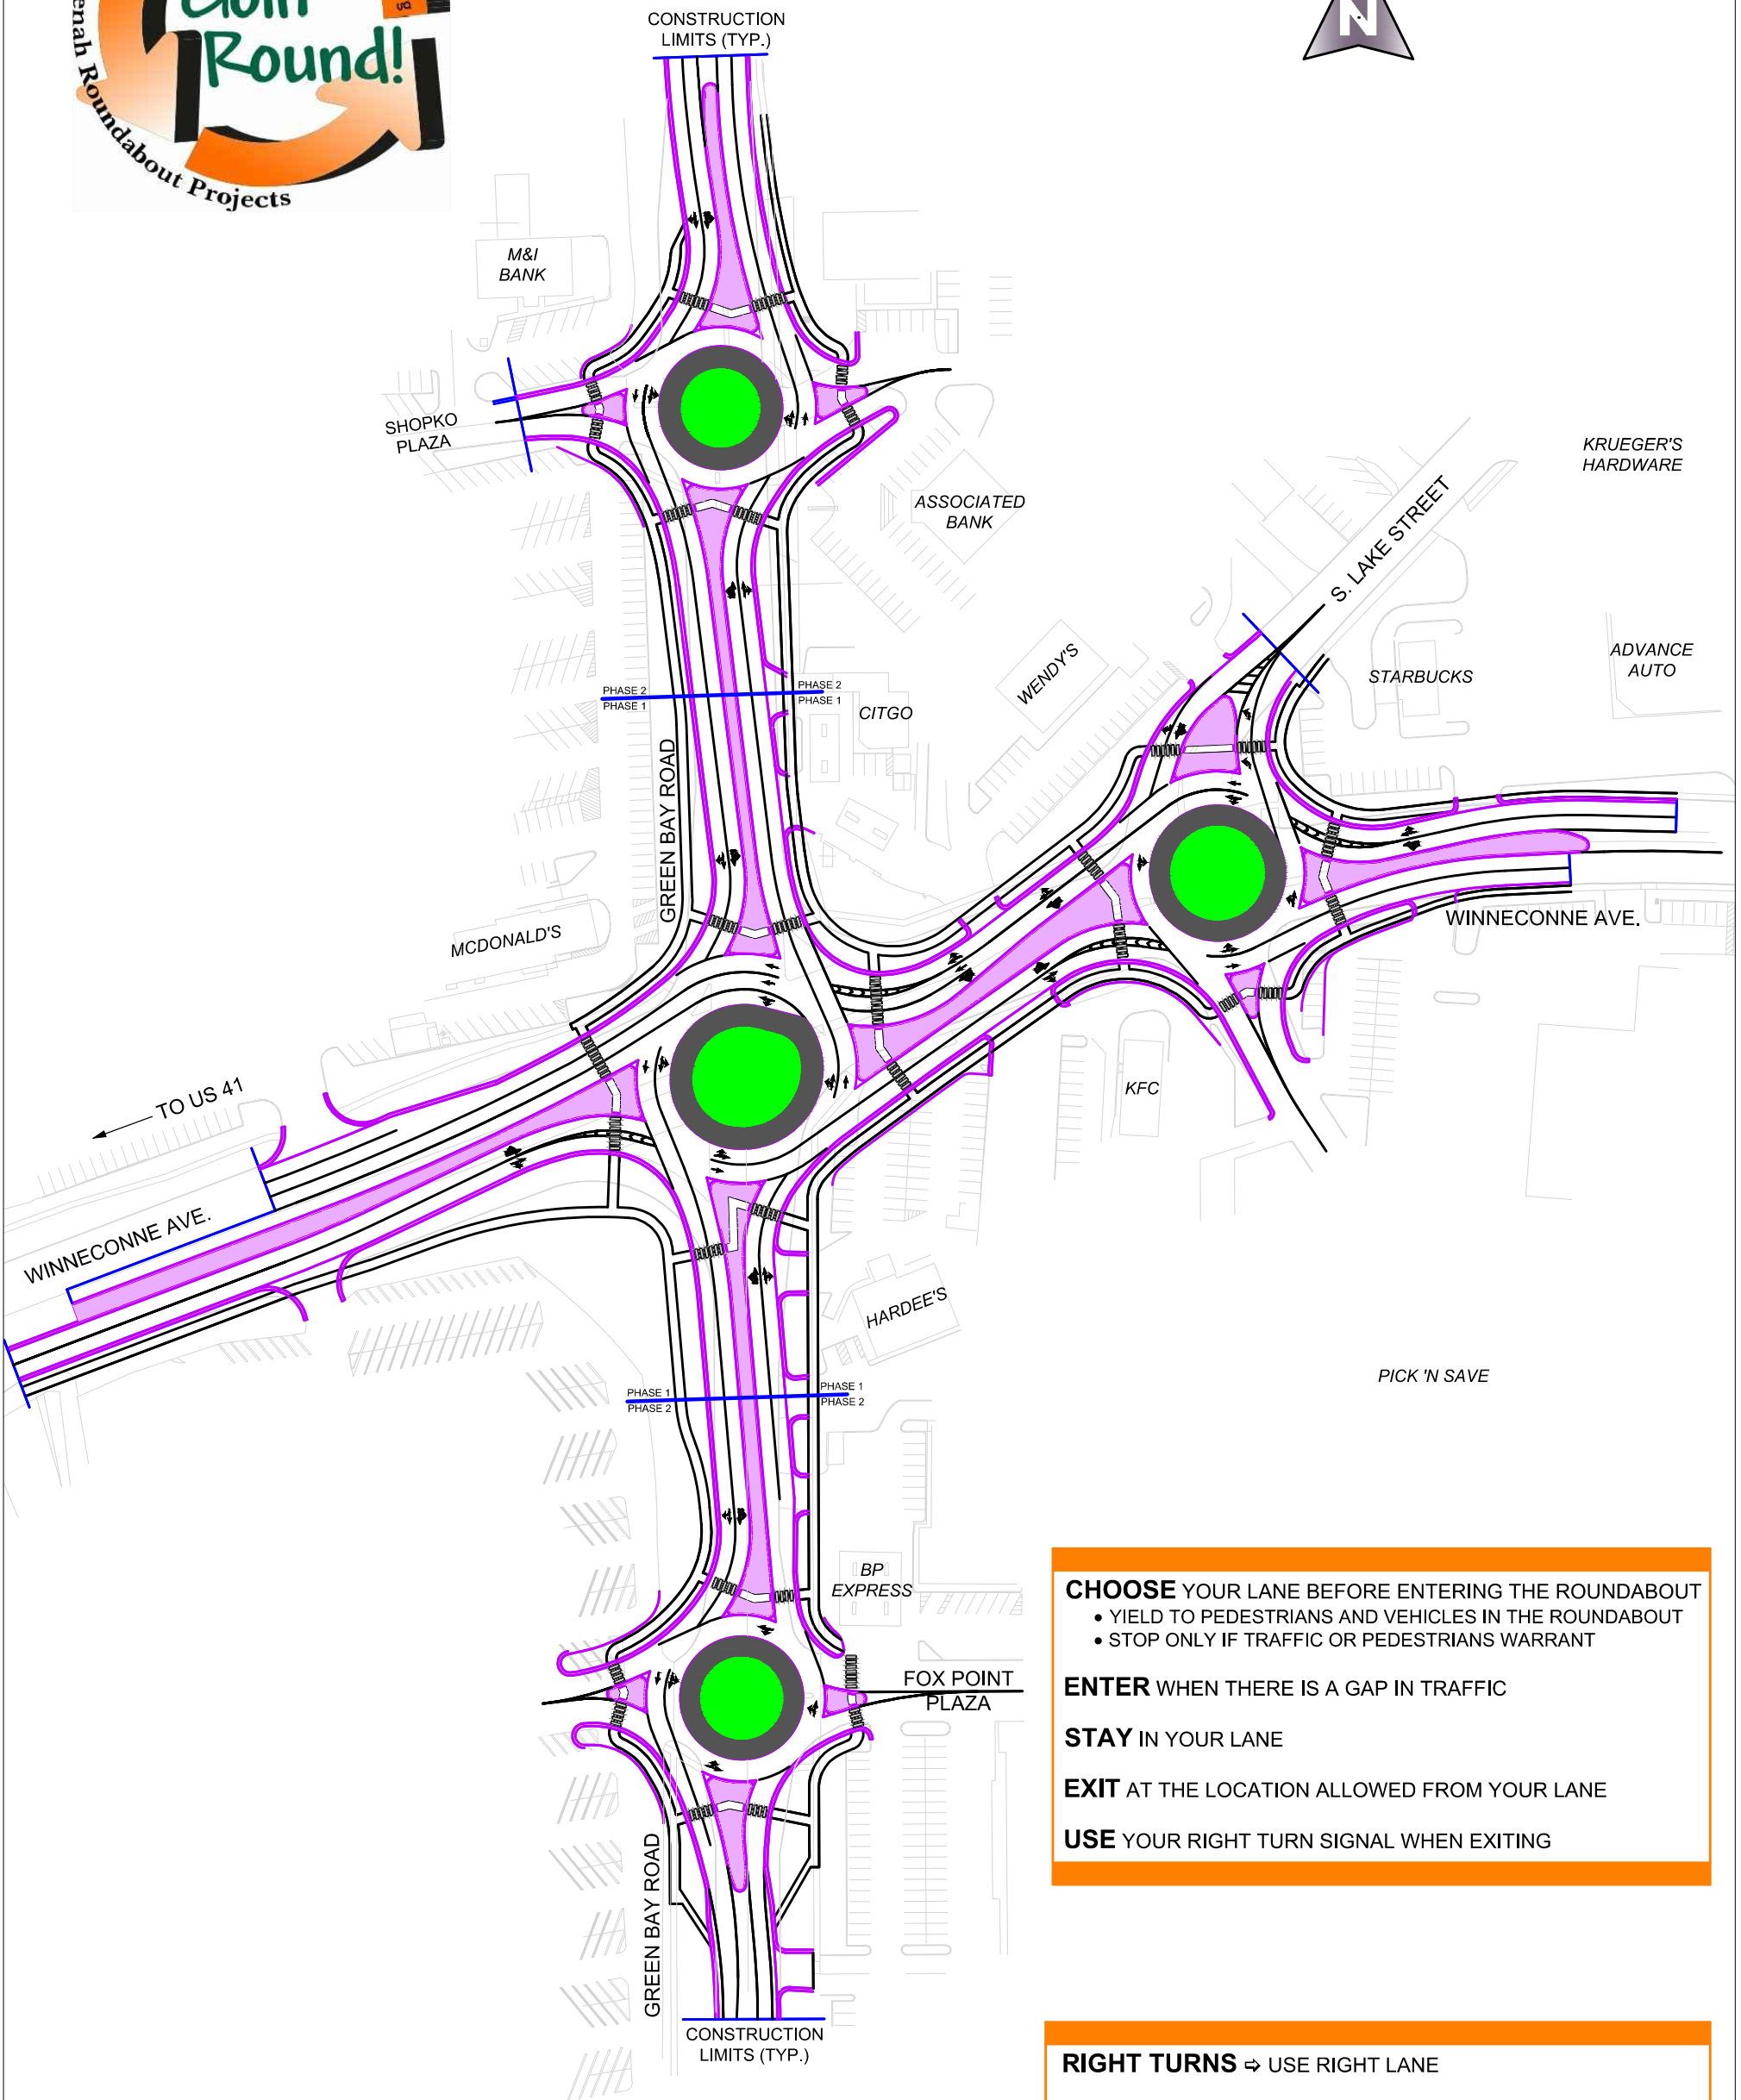 Round!
Roundabout Projects
CONSTRUCTION
LIMITS (TYP.)
N
M&I
BANK
SHOPKO
PLAZA
ASSOCIATED
BANK
KRUEGER'S
HARDWARE
S. LAKE STREET
WENDY'S
STARBUCKS
ADVANCE
AUTO
PHASE 2
PHASE 1
PHASE 2
PHASE 1
CITGO
GREEN BAY ROAD
MCDONALD'S
WINNECONNE AVE.
TO US 41
KFC
WINNECONNE AVE.
HARDEE'S
PICK 'N SAVE
PHASE 1
PHASE 2
PHASE 1
PHASE 2
BP
EXPRESS
FOX POINT
PLAZA
GREEN BAY ROAD
CONSTRUCTION
LIMITS (TYP.)
CHOOSE YOUR LANE BEFORE ENTERING THE ROUNDABOUT
• YIELD TO PEDESTRIANS AND VEHICLES IN THE ROUNDABOUT
• STOP ONLY IF TRAFFIC OR PEDESTRIANS WARRANT
ENTER WHEN THERE IS A GAP IN TRAFFIC
STAY IN YOUR LANE
EXIT AT THE LOCATION ALLOWED FROM YOUR LANE
USE YOUR RIGHT TURN SIGNAL WHEN EXITING
RIGHT TURNS ⇨ USE RIGHT LANE